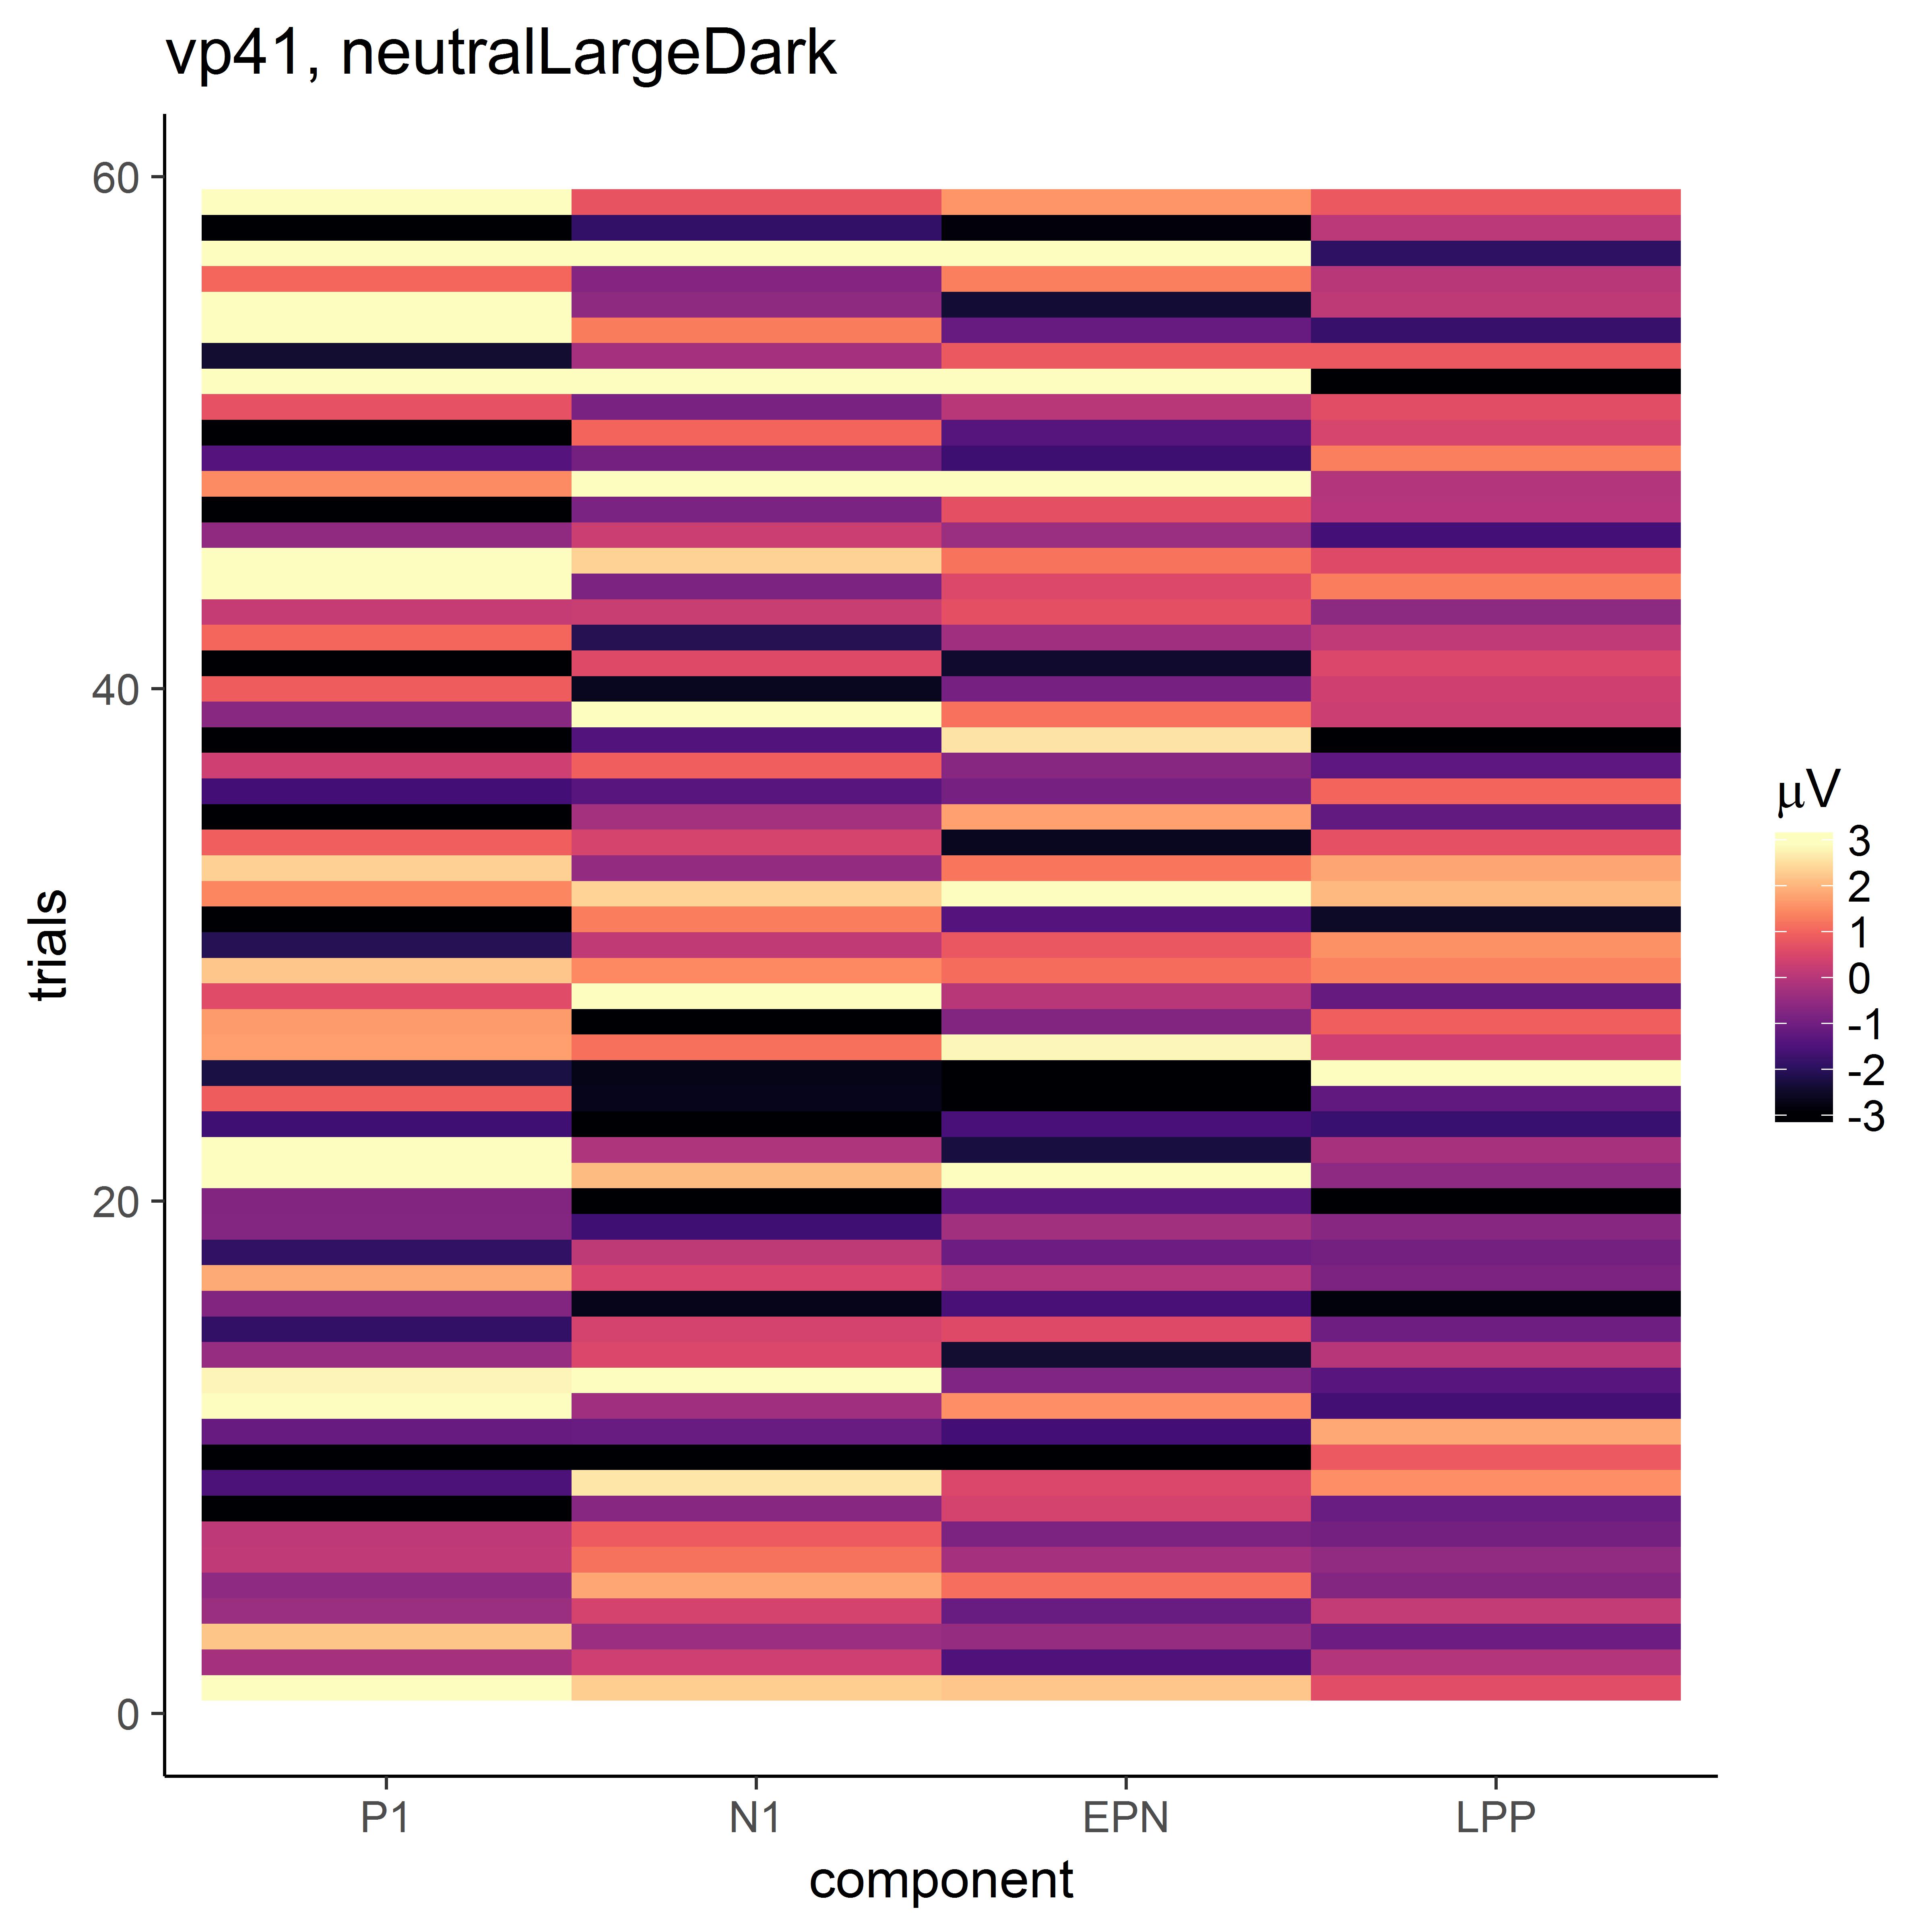 vp41, neutralLargeDark
60
40
20
0
trials
P1 N1 EPN LPP
component
μV
3
2
1
0
-1
-2
-3